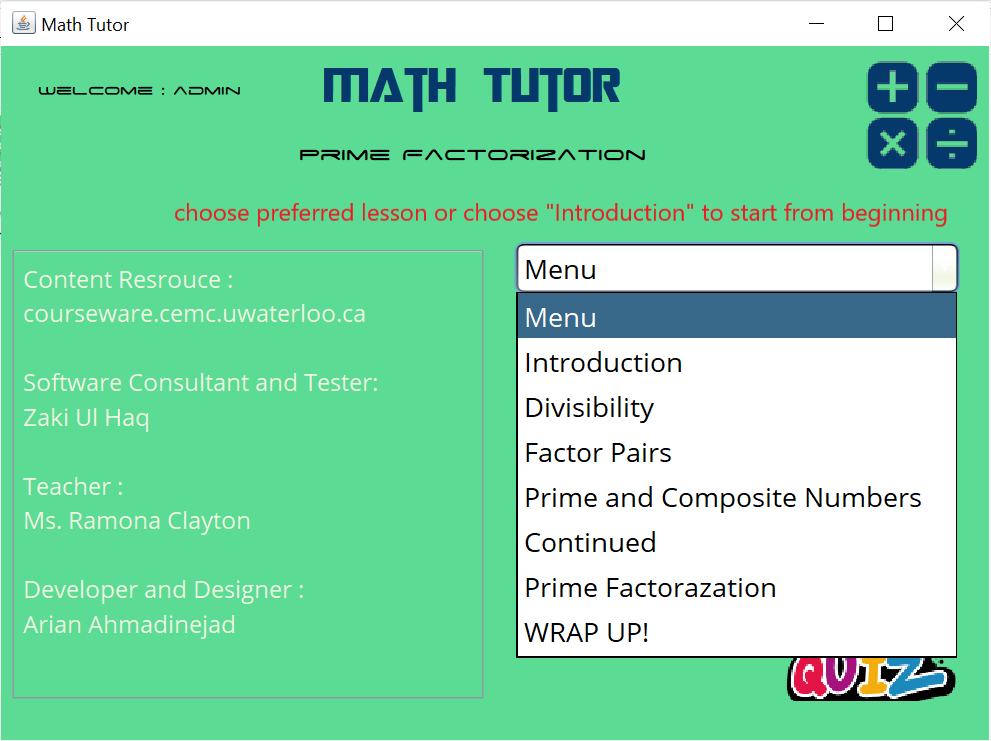 Math Tutor
WELCOME : ADMIN
MATH TUTOR
PRIME FACTORIZATION
choose preferred lesson or choose "Introduction" to start from beginning
Content Resrouce :
courseware.cemc.uwaterloo.ca
Software Consultant and Tester:
Zaki Ul Haq
Teacher :
Ms. Ramona Clayton
Developer and Designer :
Arian Ahmadinejad
Menu
Menu
Introduction
Divisibility
Factor Pairs
Prime and Composite Numbers
Continued
Prime Factorazation
WRAP UP!
QUIZ